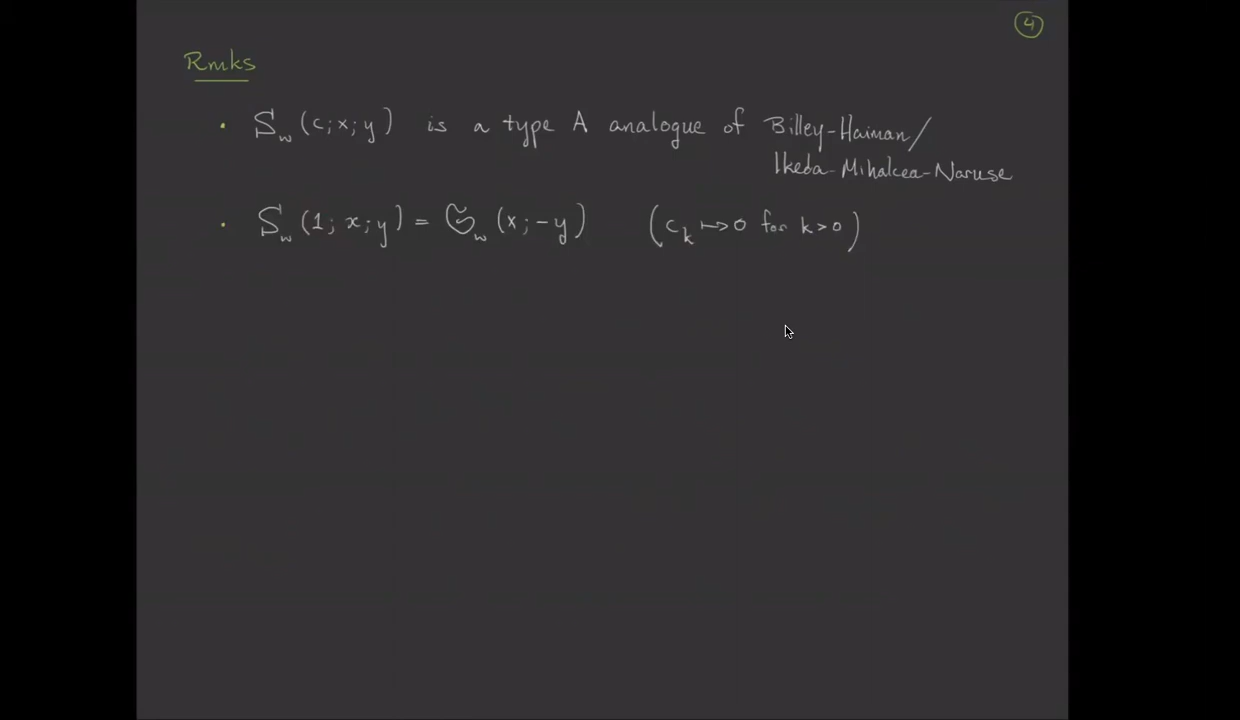 ④
Rmks
• S_w (c; x; y) is a type A analogue of Billey-Haiman/
Ikeda-Mihalcea-Naruse
• S_w (1; x; y) = 𝔖_w (x; -y) (c_k ↦ 0 for k > 0)